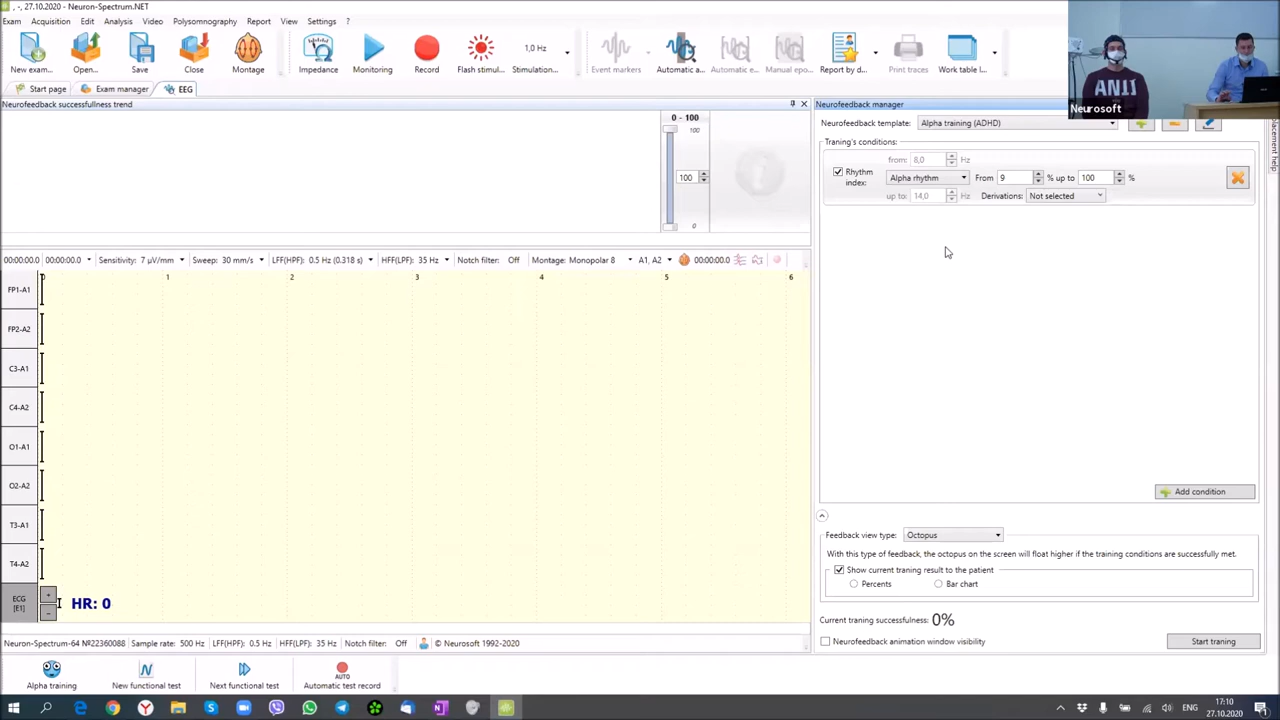 , -, 27.10.2020 - Neuron-Spectrum.NET
Exam Acquisition Edit Analysis Video Polysomnography Report View Settings ?
New exam... Open... Save Close Montage Impedance Monitoring Record Flash stimul... 1,0 Hz Stimulation... Event markers Automatic a... Automatic e... Manual epo... Report by d... Print traces Work table l...
Start page Exam manager EEG
Neurofeedback successfullness trend
0 - 100
100
100
0
Neurofeedback manager
Neurofeedback template: Alpha training (ADHD)
Traning's conditions:
from: 8,0 Hz
Rhythm index: Alpha rhythm From 9 % up to 100 %
up to: 14,0 Hz Derivations: Not selected
Add condition
Feedback view type: Octopus
With this type of feedback, the octopus on the screen will float higher if the training conditions are successfully met.
Show current traning result to the patient
Percents Bar chart
Current traning successfulness: 0%
Neurofeedback animation window visibility Start traning
00:00:00.0 00:00:00.0 Sensitivity: 7 µV/mm Sweep: 30 mm/s LFF(HPF): 0.5 Hz (0.318 s) HFF(LPF): 35 Hz Notch filter: Off Montage: Monopolar 8 A1, A2 00:00:00.0
0 1 2 3 4 5 6
FP1-A1
FP2-A2
C3-A1
C4-A2
O1-A1
O2-A2
T3-A1
T4-A2
ECG
[E1]
+
-
HR: 0
Neuron-Spectrum-64 №22360088 Sample rate: 500 Hz LFF(HPF): 0.5 Hz HFF(LPF): 35 Hz Notch filter: Off © Neurosoft 1992-2020
AUTO
Alpha training New functional test Next functional test Automatic test record
17:10
27.10.2020
1
Neurosoft
lacement help